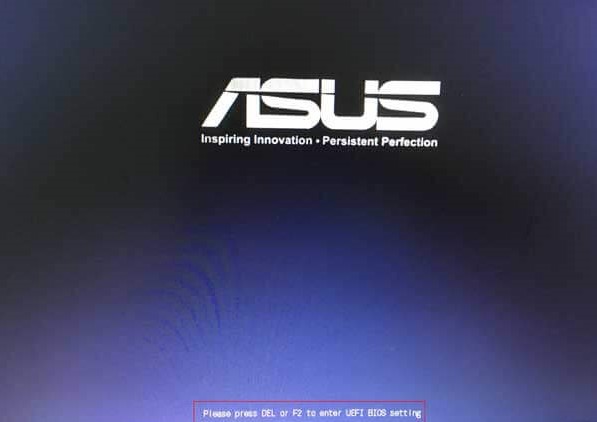 ASUS
Inspiring Innovation • Persistent Perfection
Please press DEL or F2 to enter UEFI BIOS setting